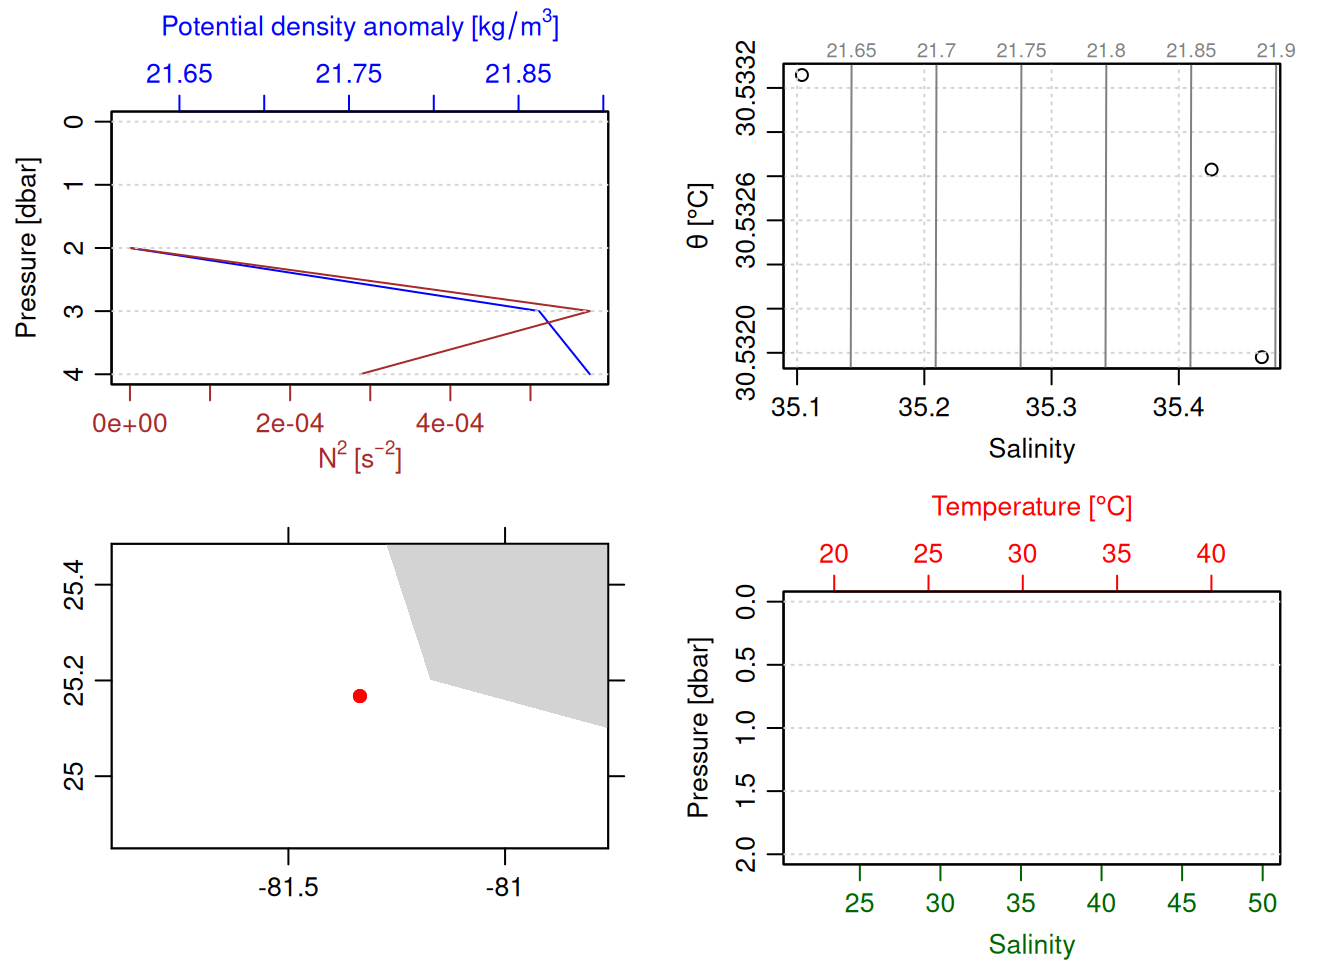 Potential density anomaly [kg/m³]
21.65 21.75 21.85
0
1
2
3
4
Pressure [dbar]
0e+00 2e-04 4e-04
N² [s⁻²]
21.65 21.7 21.75 21.8 21.85 21.9
30.5332
30.5326
30.5320
θ [°C]
35.1 35.2 35.3 35.4
Salinity
25.4
25.2
25
-81.5 -81
Temperature [°C]
20 25 30 35 40
0.0
0.5
1.0
1.5
2.0
Pressure [dbar]
25 30 35 40 45 50
Salinity